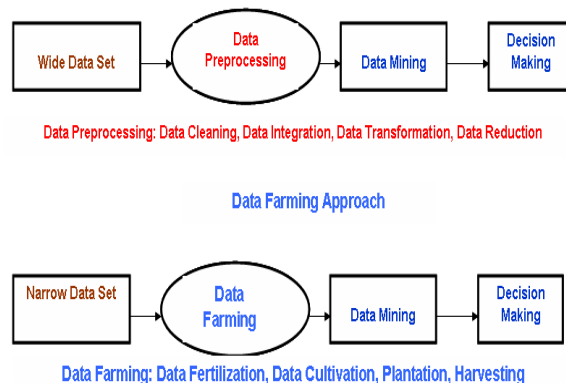 Wide Data Set
Data
Preprocessing
Data Mining
Decision
Making
Data Preprocessing: Data Cleaning, Data Integration, Data Transformation, Data Reduction
Data Farming Approach
Narrow Data Set
Data
Farming
Data Mining
Decision
Making
Data Farming: Data Fertilization, Data Cultivation, Plantation, Harvesting